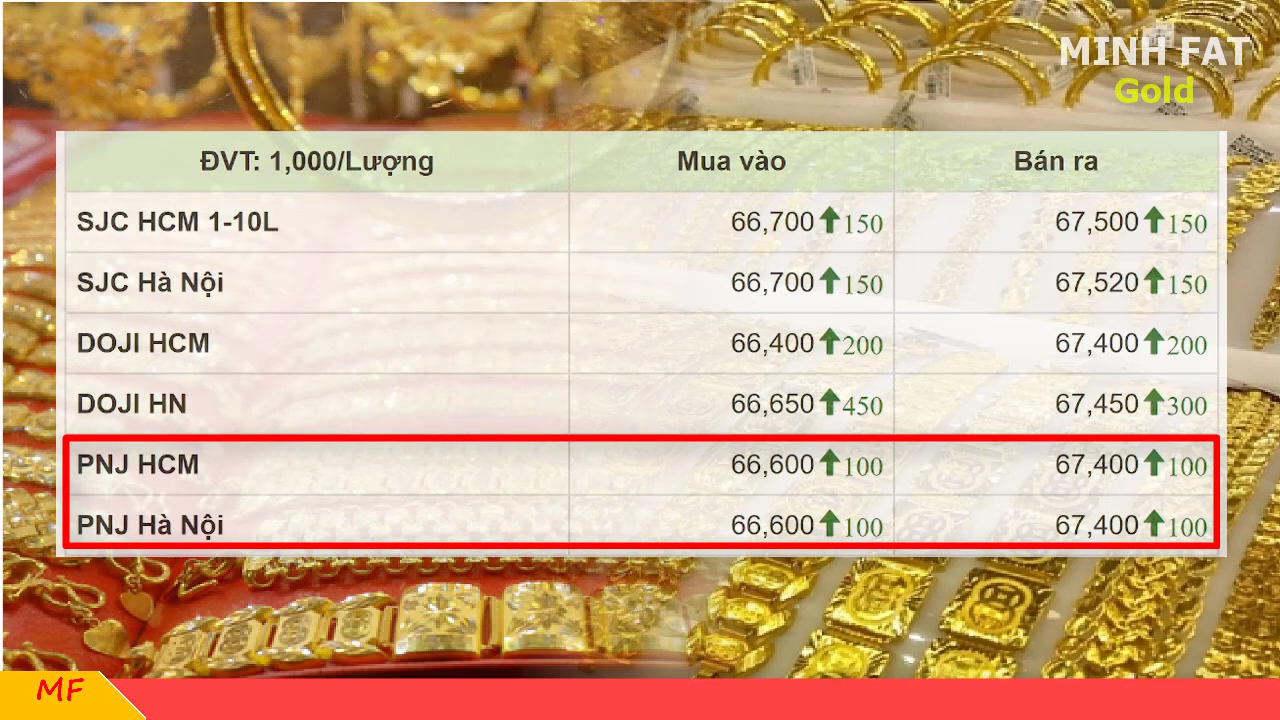 MINH FAT
Gold
ĐVT: 1,000/Lượng Mua vào Bán ra
SJC HCM 1-10L 66,700 150 67,500 150
SJC Hà Nội 66,700 150 67,520 150
DOJI HCM 66,400 200 67,400 200
DOJI HN 66,650 450 67,450 300
PNJ HCM 66,600 100 67,400 100
PNJ Hà Nội 66,600 100 67,400 100
MF